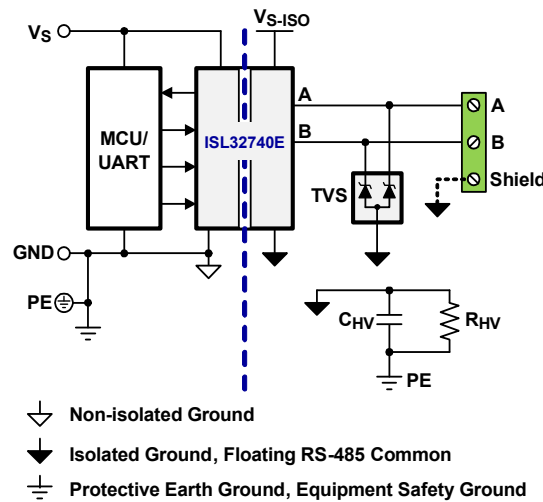 VS
VS-ISO
MCU/
UART
ISL32740E
A
B
A
B
Shield
TVS
GND
PE
CHV
RHV
PE
Non-isolated Ground
Isolated Ground, Floating RS-485 Common
Protective Earth Ground, Equipment Safety Ground